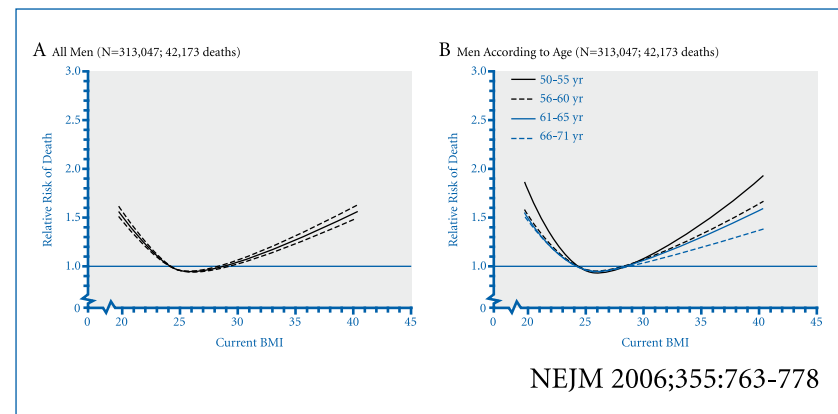 A All Men (N=313,047; 42,173 deaths)
3.0
2.5
2.0
1.5
1.0
0
Relative Risk of Death
0 20 25 30 35 40 45
Current BMI
B Men According to Age (N=313,047; 42,173 deaths)
3.0
2.5
2.0
1.5
1.0
0
Relative Risk of Death
50-55 yr
56-60 yr
61-65 yr
66-71 yr
0 20 25 30 35 40 45
Current BMI
NEJM 2006;355:763-778